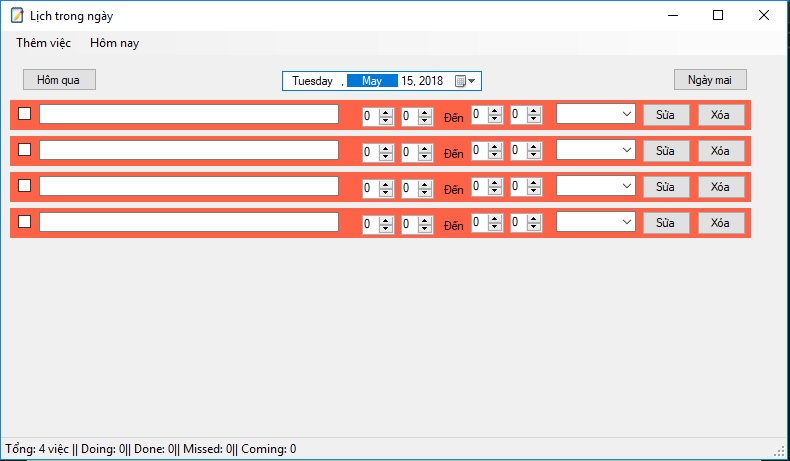 Lịch trong ngày
Thêm việc Hôm nay
Hôm qua Tuesday , May 15, 2018 Ngày mai
0 0 Đến 0 0 Sửa Xóa
0 0 Đến 0 0 Sửa Xóa
0 0 Đến 0 0 Sửa Xóa
0 0 Đến 0 0 Sửa Xóa
Tổng: 4 việc || Doing: 0|| Done: 0|| Missed: 0|| Coming: 0